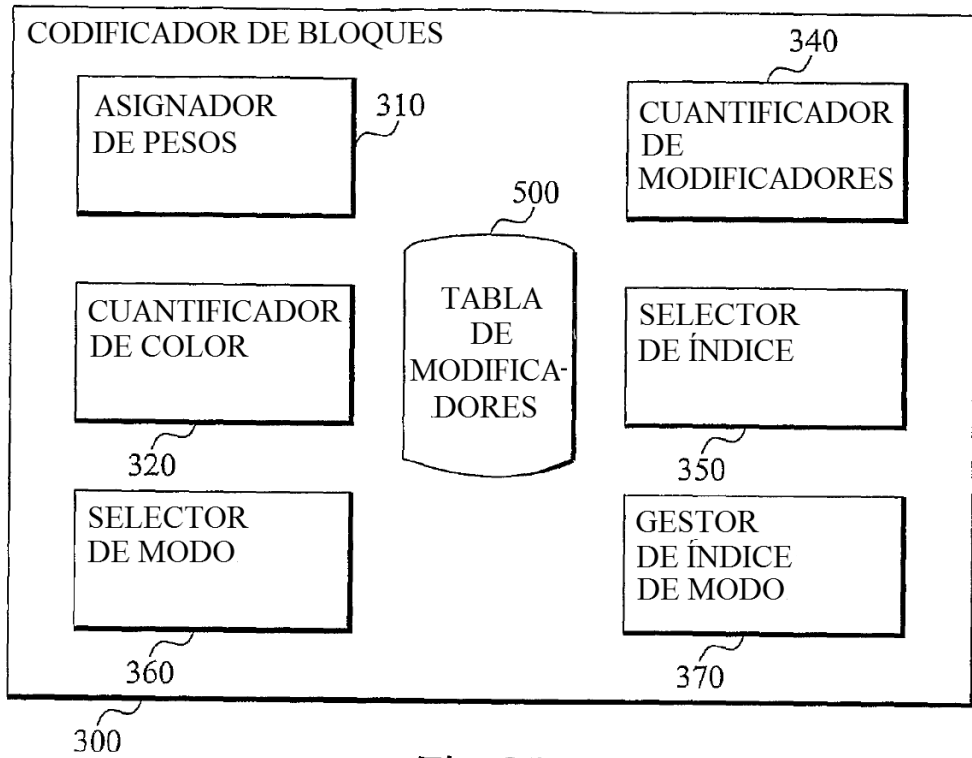 CODIFICADOR DE BLOQUES
340
ASIGNADOR
DE PESOS
310
CUANTIFICADOR
DE
MODIFICADORES
500
CUANTIFICADOR
DE COLOR
320
TABLA
DE
MODIFICA-
DORES
SELECTOR
DE ÍNDICE
350
SELECTOR
DE MODO
360
GESTOR
DE ÍNDICE
DE MODO
370
300